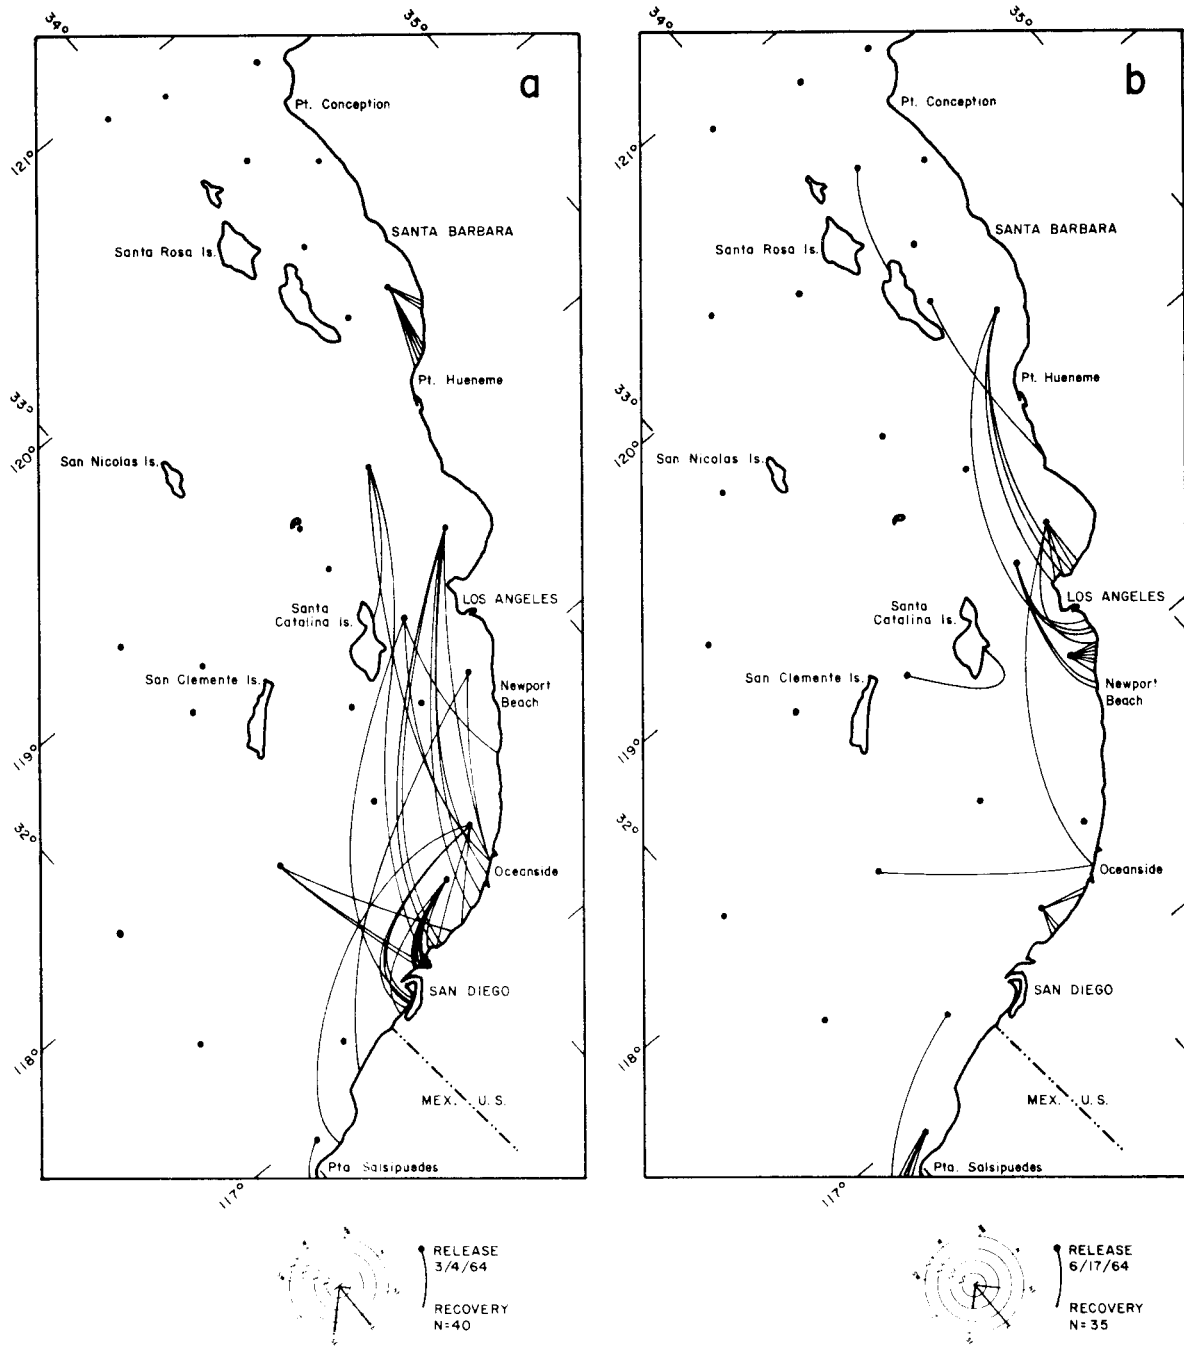 34°
35°
a
Pt. Conception
121°
SANTA BARBARA
Santa Rosa Is.
Pt. Hueneme
33°
120°
San Nicolas Is.
LOS ANGELES
Santa
Catalina Is.
San Clemente Is.
Newport
Beach
119°
32°
Oceanside
SAN DIEGO
118°
MEX. U.S.
Pta. Salsipuedes
117°
RELEASE
3/4/64
RECOVERY
N=40
34°
35°
b
Pt. Conception
121°
SANTA BARBARA
Santa Rosa Is.
Pt. Hueneme
33°
120°
San Nicolas Is.
LOS ANGELES
Santa
Catalina Is.
San Clemente Is.
Newport
Beach
119°
32°
Oceanside
SAN DIEGO
118°
MEX. U.S.
Pta. Salsipuedes
117°
RELEASE
6/17/64
RECOVERY
N=35